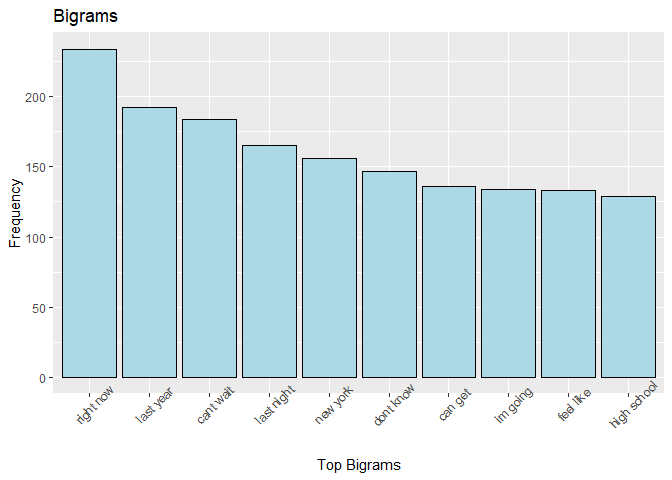 Bigrams
Frequency
200
150
100
50
0
right now
last year
cant wait
last night
new york
dont know
can get
im going
feel like
high school
Top Bigrams